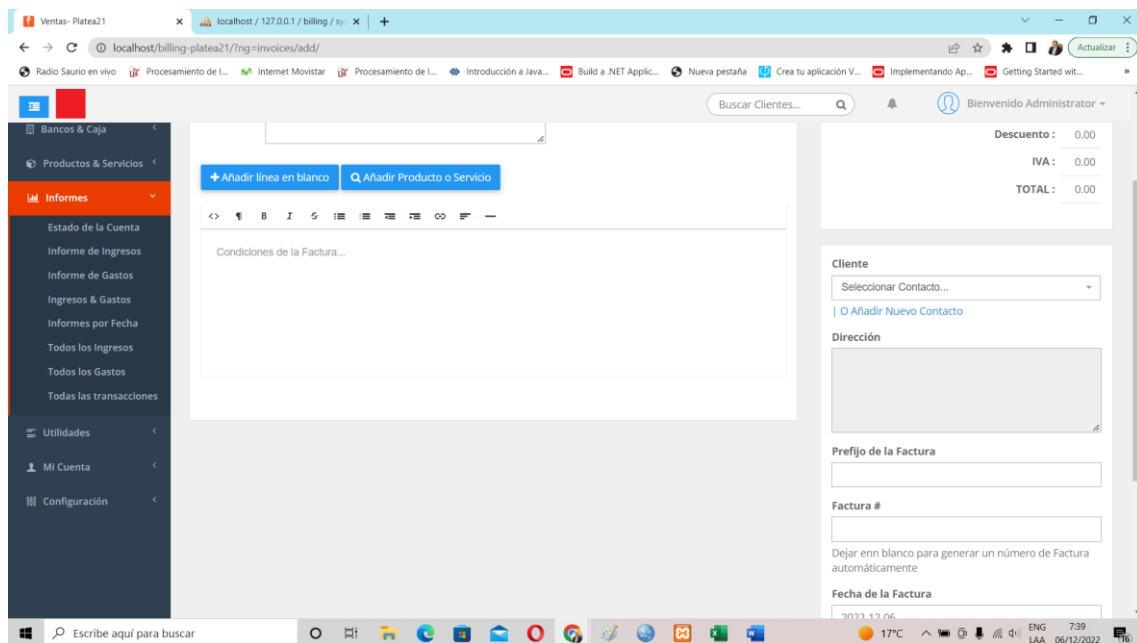 Ventas- Platea21
localhost / 127.0.0.1 / billing / sy
localhost/billing-platea21/?ng=invoices/add/
Actualizar
Radio Saurio en vivo
Procesamiento de l...
Internet Movistar
Procesamiento de l...
Introducción a Java...
Build a .NET Applic...
Nueva pestaña
Crea tu aplicación V...
Implementando Ap...
Getting Started wit...
»
Buscar Clientes...
Bienvenido Administrator
Bancos & Caja
Productos & Servicios
Informes
Estado de la Cuenta
Informe de Ingresos
Informe de Gastos
Ingresos & Gastos
Informes por Fecha
Todos los Ingresos
Todos los Gastos
Todas las transacciones
Utilidades
Mi Cuenta
Configuración
+ Añadir línea en blanco
Añadir Producto o Servicio
<> ¶ B I S
Condiciones de la Factura...
Descuento : 0.00
IVA : 0.00
TOTAL : 0.00
Cliente
Seleccionar Contacto...
| O Añadir Nuevo Contacto
Dirección
Prefijo de la Factura
Factura #
Dejar enn blanco para generar un número de Factura
automáticamente
Fecha de la Factura
2022-12-06
Escribe aquí para buscar
17°C
ENG
LAA
7:39
06/12/2022
16